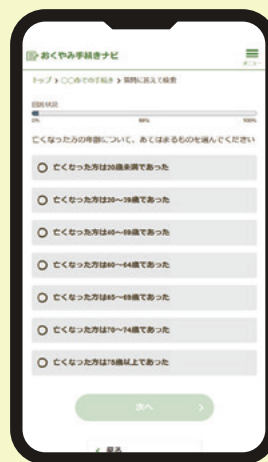 おくやみ手続きナビ
メニュー
トップ > ○○市での手続き > 質問に答えて検索
回答状況
0% 50% 100%
亡くなった方の年齢について、あてはまるものを選んでください
亡くなった方は20歳未満であった
亡くなった方は20～39歳であった
亡くなった方は40～59歳であった
亡くなった方は60～64歳であった
亡くなった方は65～69歳であった
亡くなった方は70～74歳であった
亡くなった方は75歳以上であった
次へ >
< 戻る